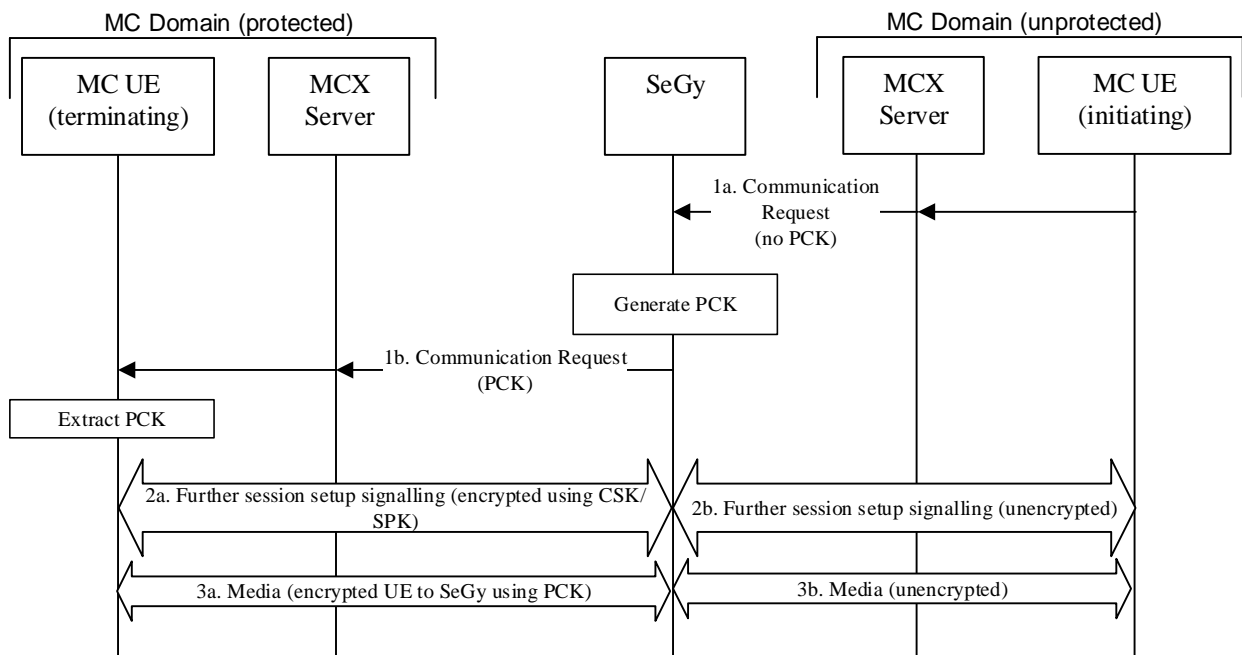 MC Domain (protected)
MC Domain (unprotected)
MC UE
(terminating)
MCX
Server
SeGy
MCX
Server
MC UE
(initiating)
1a. Communication
Request
(no PCK)
Generate PCK
1b. Communication Request
(PCK)
Extract PCK
2a. Further session setup signalling (encrypted using CSK/
SPK)
2b. Further session setup signalling (unencrypted)
3a. Media (encrypted UE to SeGy using PCK)
3b. Media (unencrypted)